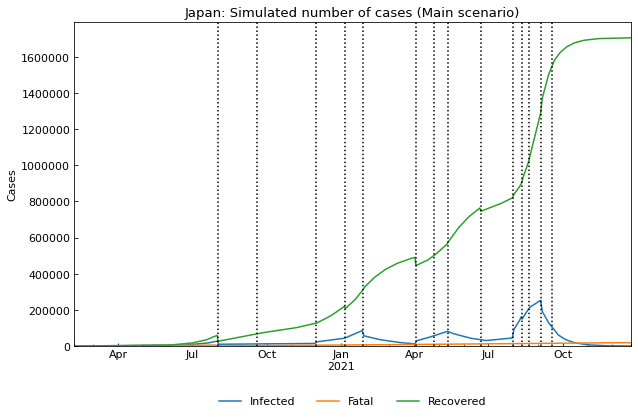 Japan: Simulated number of cases (Main scenario)
Cases
1600000
1400000
1200000
1000000
800000
600000
400000
200000
0
Apr Jul Oct Jan Apr Jul Oct
2021
Infected Fatal Recovered